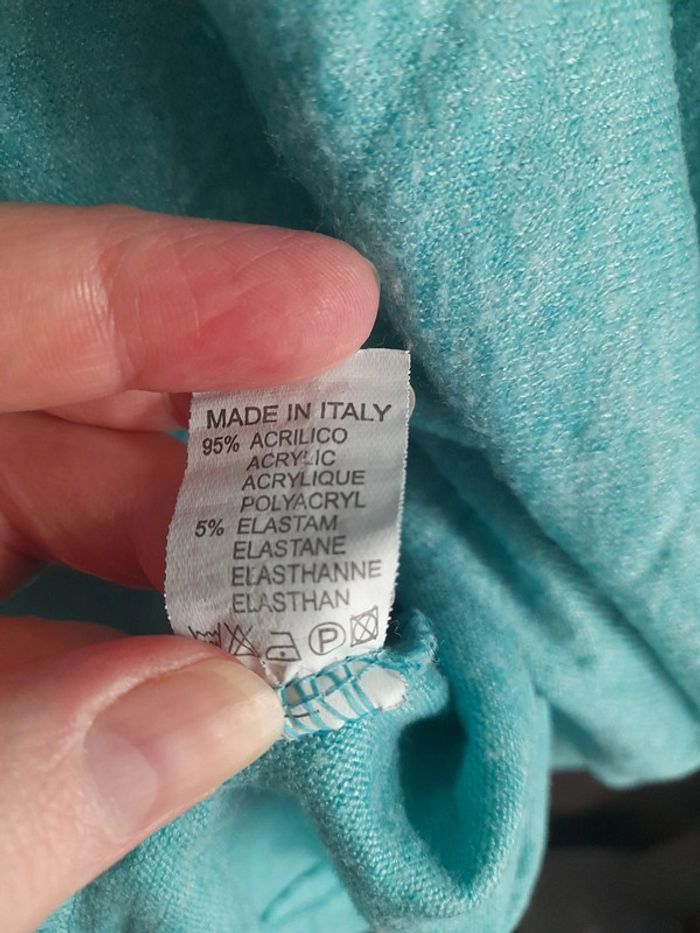 MADE IN ITALY
95% ACRILICO
ACRYLIC
ACRYLIQUE
POLYACRYL
5% ELASTAM
ELASTANE
ELASTHANNE
ELASTHAN
P